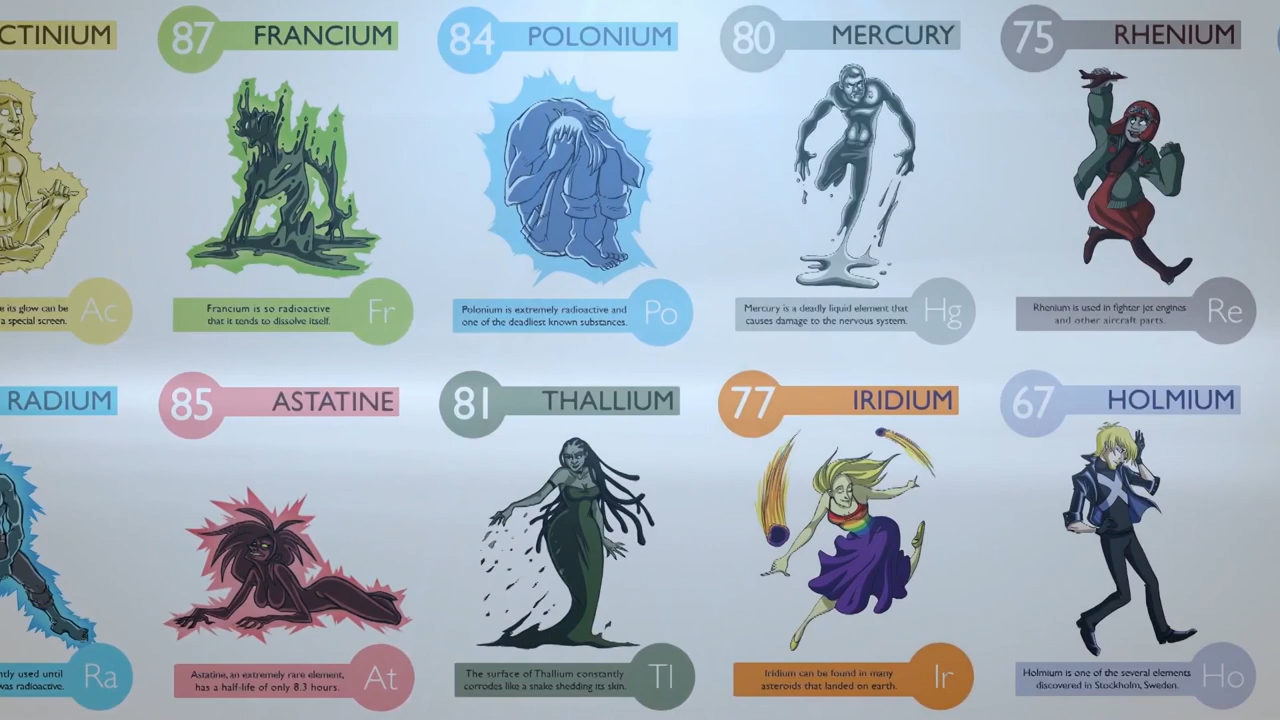 CTINIUM
87 FRANCIUM
84 POLONIUM
80 MERCURY
75 RHENIUM
e its glow can be
a special screen.
Ac
Francium is so radioactive
that it tends to dissolve itself.
Fr
Polonium is extremely radioactive and
one of the deadliest known substances.
Po
Mercury is a deadly liquid element that
causes damage to the nervous system.
Hg
Rhenium is used in fighter jet engines
and other aircraft parts.
Re
RADIUM
85 ASTATINE
81 THALLIUM
77 IRIDIUM
67 HOLMIUM
ntly used until
was radioactive.
Ra
Astatine, an extremely rare element,
has a half-life of only 8.3 hours.
At
The surface of Thallium constantly
corrodes like a snake shedding its skin.
Tl
Iridium can be found in many
asteroids that landed on earth.
Ir
Holmium is one of the several elements
discovered in Stockholm, Sweden.
Ho